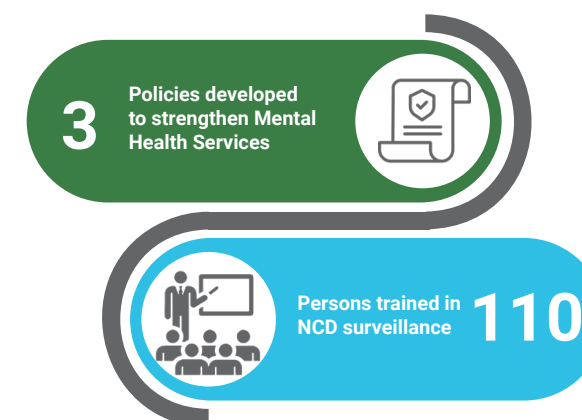 3
Policies developed
to strengthen Mental
Health Services
Persons trained in
NCD surveillance
110